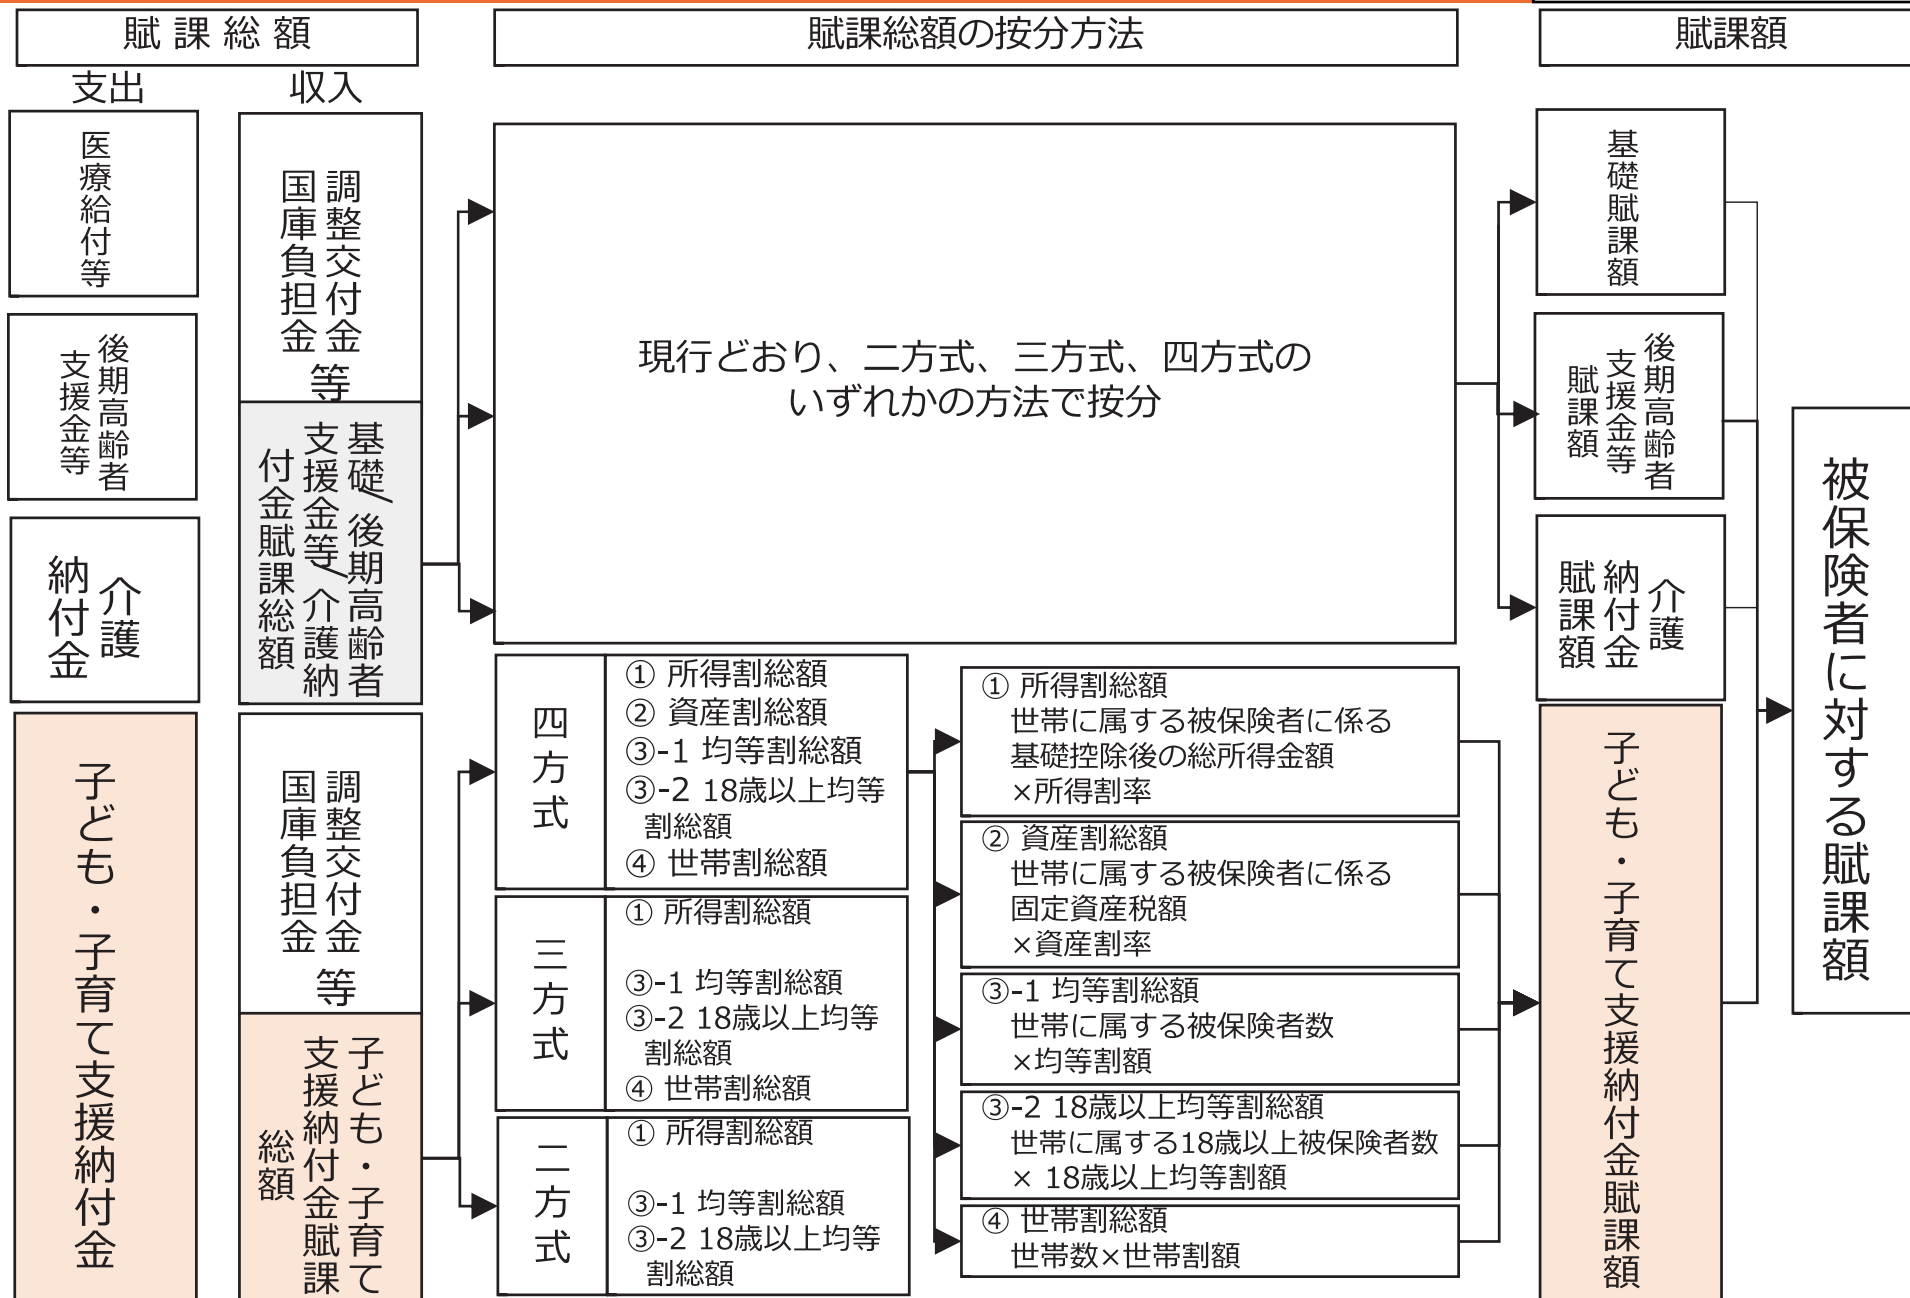 賦課総額
賦課総額の按分方法
賦課額
支出
収入
医療給付等
後期高齢者
支援金等
介護
納付金
子ども・子育て支援納付金
調整交付金
国庫負担金
等
基礎/後期高齢者
支援金等/介護納
付金賦課総額
調整交付金
国庫負担金
等
子ども・子育て
支援納付金賦課
総額
現行どおり、二方式、三方式、四方式の
いずれかの方法で按分
四方式
① 所得割総額
② 資産割総額
③-1 均等割総額
③-2 18歳以上均等
割総額
④ 世帯割総額
三方式
① 所得割総額
③-1 均等割総額
③-2 18歳以上均等
割総額
④ 世帯割総額
二方式
① 所得割総額
③-1 均等割総額
③-2 18歳以上均等
割総額
① 所得割総額
世帯に属する被保険者に係る
基礎控除後の総所得金額
×所得割率
② 資産割総額
世帯に属する被保険者に係る
固定資産税額
×資産割率
③-1 均等割総額
世帯に属する被保険者数
×均等割額
③-2 18歳以上均等割総額
世帯に属する18歳以上被保険者数
× 18歳以上均等割額
④ 世帯割総額
世帯数×世帯割額
基礎賦課額
後期高齢者
支援金等
賦課額
介護
納付金
賦課額
子ども・子育て支援納付金賦課額
被保険者に対する賦課額